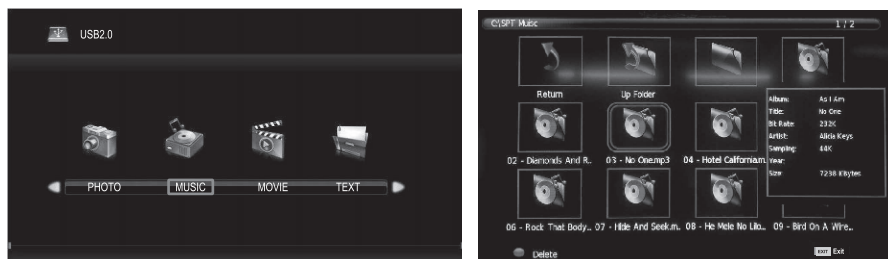 USB2.0
PHOTO MUSIC MOVIE TEXT
C:\SPT Music 1 / 2
Return Up Folder
Album: As I Am
Title: No One
Bit Rate: 232K
Artist: Alicia Keys
Sampling: 44K
Year:
Size: 7238 KBytes
02 - Diamonds And R.. 03 - No One.mp3 04 - Hotel California.m
06 - Rock That Body... 07 - Hide And Seek.m.. 08 - He Mele No Lilo... 09 - Bird On A Wire...
Delete EXIT Exit